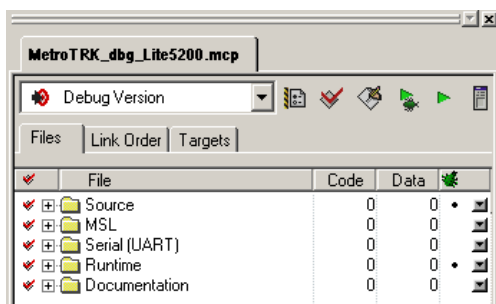 MetroTRK_dbg_Lite5200.mcp
Debug Version
Files Link Order Targets
File Code Data
Source 0 0
MSL 0 0
Serial (UART) 0 0
Runtime 0 0
Documentation 0 0